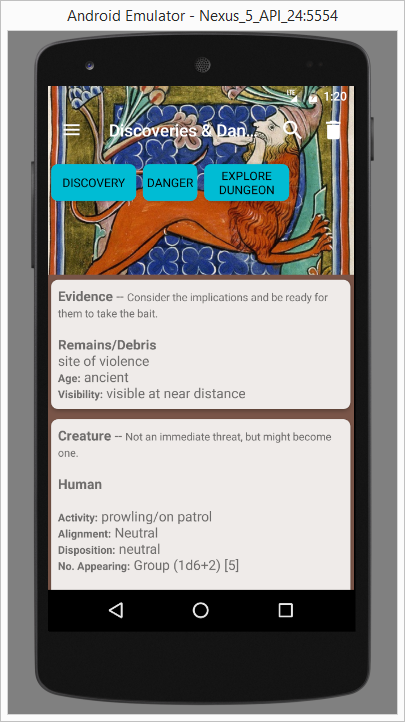 Android Emulator - Nexus_5_API_24:5554
LTE 1:20
Discoveries & Dan...
DISCOVERY
DANGER
EXPLORE
DUNGEON
Evidence -- Consider the implications and be ready for
them to take the bait.
Remains/Debris
site of violence
Age: ancient
Visibility: visible at near distance
Creature -- Not an immediate threat, but might become
one.
Human
Activity: prowling/on patrol
Alignment: Neutral
Disposition: neutral
No. Appearing: Group (1d6+2) [5]